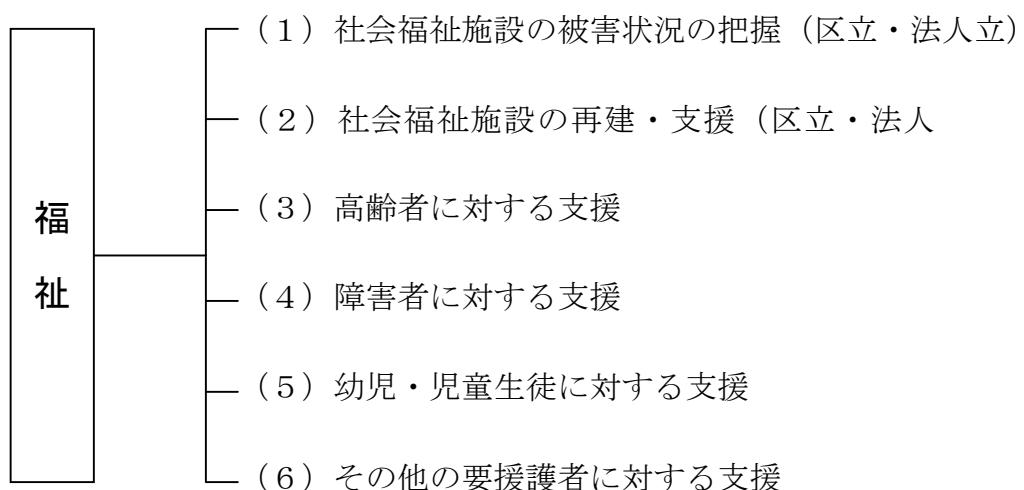 福祉
（１）社会福祉施設の被害状況の把握（区立・法人立）
（２）社会福祉施設の再建・支援（区立・法人
（３）高齢者に対する支援
（４）障害者に対する支援
（５）幼児・児童生徒に対する支援
（６）その他の要援護者に対する支援